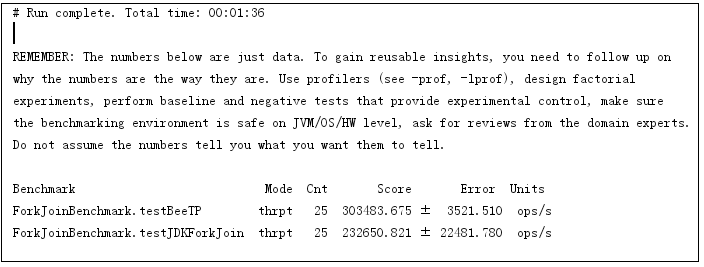 # Run complete. Total time: 00:01:36
REMEMBER: The numbers below are just data. To gain reusable insights, you need to follow up on
why the numbers are the way they are. Use profilers (see -prof, -lprof), design factorial
experiments, perform baseline and negative tests that provide experimental control, make sure
the benchmarking environment is safe on JVM/OS/HW level, ask for reviews from the domain experts.
Do not assume the numbers tell you what you want them to tell.
Benchmark Mode Cnt Score Error Units
ForkJoinBenchmark.testBeeTP thrpt 25 303483.675 ± 3521.510 ops/s
ForkJoinBenchmark.testJDKForkJoin thrpt 25 232650.821 ± 22481.780 ops/s